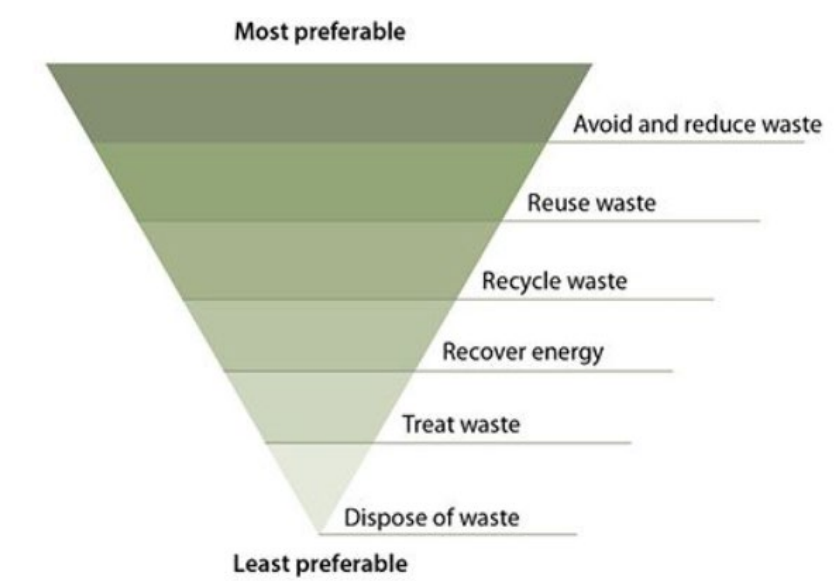 Most preferable
Avoid and reduce waste
Reuse waste
Recycle waste
Recover energy
Treat waste
Dispose of waste
Least preferable